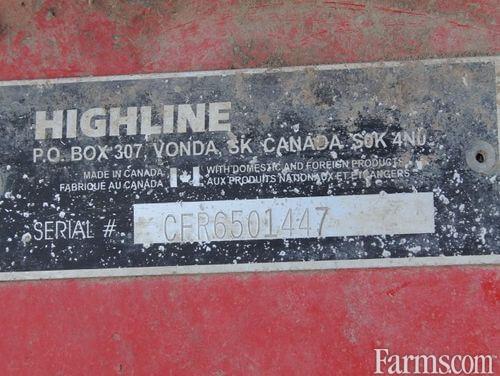 HIGHLINE
P.O. BOX 307, VONDA, SK CANADA S0K 4N0
MADE IN CANADA WITH DOMESTIC AND FOREIGN PRODUCTS
FABRIQUE AU CANADA AUX PRODUITS NATIONAUX ET ETRANGERS
SERIAL # CFR6501447
Farms.com